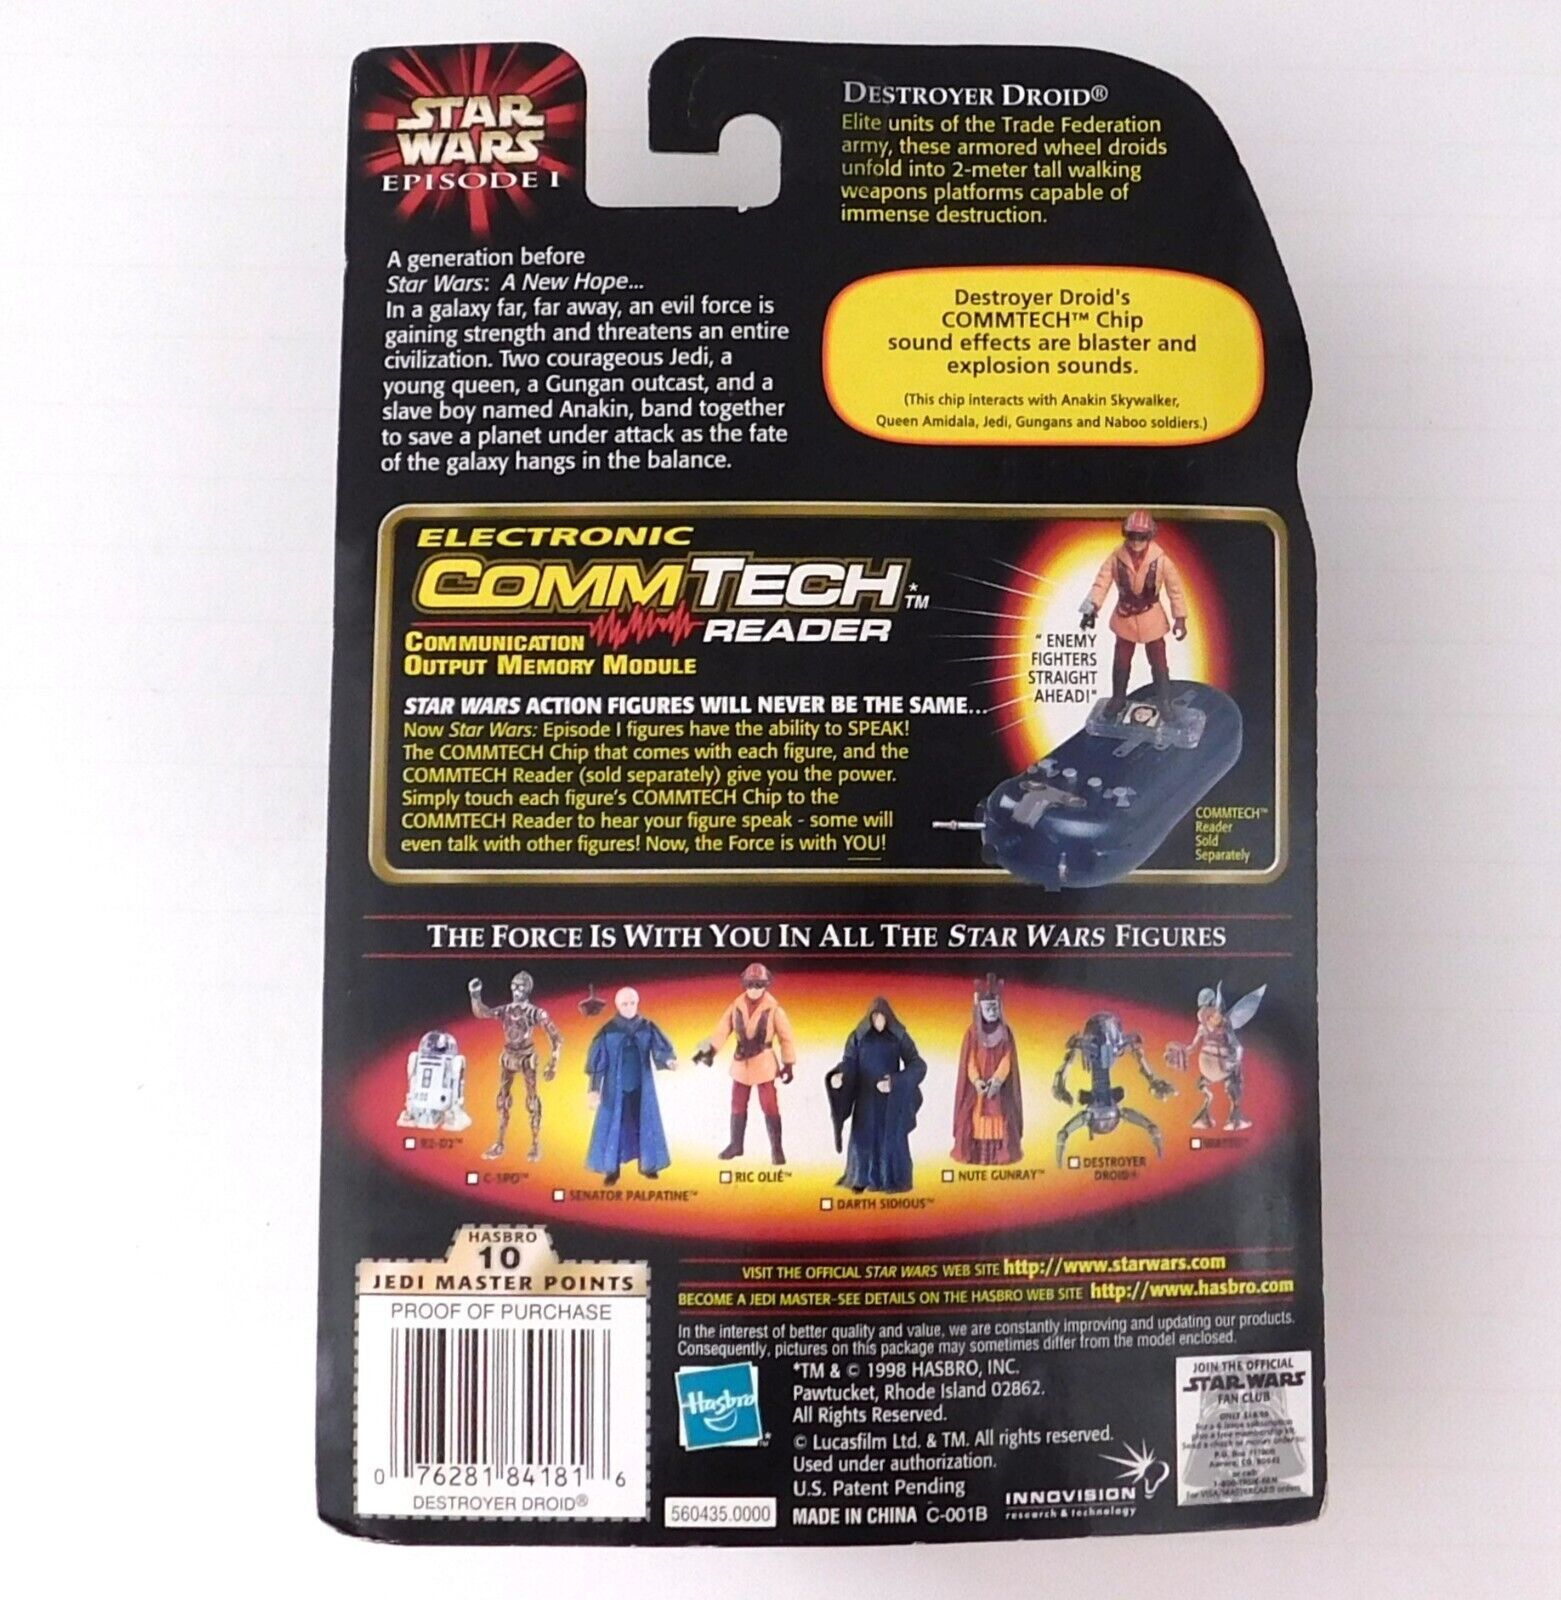 STAR
WARS
EPISODE I
DESTROYER DROID®
Elite units of the Trade Federation
army, these armored wheel droids
unfold into 2-meter tall walking
weapons platforms capable of
immense destruction.
A generation before
Star Wars: A New Hope...
In a galaxy far, far away, an evil force is
gaining strength and threatens an entire
civilization. Two courageous Jedi, a
young queen, a Gungan outcast, and a
slave boy named Anakin, band together
to save a planet under attack as the fate
of the galaxy hangs in the balance.
Destroyer Droid's
COMMTECH™ Chip
sound effects are blaster and
explosion sounds.
(This chip interacts with Anakin Skywalker,
Queen Amidala, Jedi, Gungans and Naboo soldiers.)
ELECTRONIC
COMMTECH *™
READER
COMMUNICATION
OUTPUT MEMORY MODULE
STAR WARS ACTION FIGURES WILL NEVER BE THE SAME...
Now Star Wars: Episode I figures have the ability to SPEAK!
The COMMTECH Chip that comes with each figure, and the
COMMTECH Reader (sold separately) give you the power.
Simply touch each figure's COMMTECH Chip to the
COMMTECH Reader to hear your figure speak - some will
even talk with other figures! Now, the Force is with YOU!
" ENEMY
FIGHTERS
STRAIGHT
AHEAD!"
COMMTECH™
Reader
Sold
Separately
THE FORCE IS WITH YOU IN ALL THE STAR WARS FIGURES
R2-D2™
C-3PO™
SENATOR PALPATINE™
RIC OLIÉ™
DARTH SIDIOUS™
NUTE GUNRAY™
DESTROYER
DROID®
WATTO™
HASBRO
10
JEDI MASTER POINTS
PROOF OF PURCHASE
0 76281 84181 6
DESTROYER DROID®
VISIT THE OFFICIAL STAR WARS WEB SITE http://www.starwars.com
BECOME A JEDI MASTER-SEE DETAILS ON THE HASBRO WEB SITE http://www.hasbro.com
In the interest of better quality and value, we are constantly improving and updating our products.
Consequently, pictures on this package may sometimes differ from the model enclosed.
Hasbro
*™
*TM & © 1998 HASBRO, INC.
Pawtucket, Rhode Island 02862.
All Rights Reserved.
© Lucasfilm Ltd. & TM. All rights reserved.
Used under authorization.
U.S. Patent Pending
560435.0000
MADE IN CHINA C-001B
INNOVISION
research & technology
JOIN THE OFFICIAL
STAR WARS
FAN CLUB